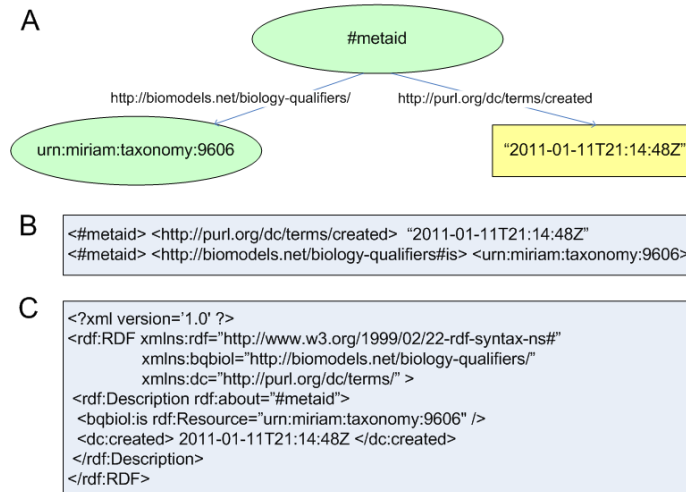 A
#metaid
http://biomodels.net/biology-qualifiers/
http://purl.org/dc/terms/created
urn:miriam:taxonomy:9606
“2011-01-11T21:14:48Z”
B
<#metaid> <http://purl.org/dc/terms/created>  “2011-01-11T21:14:48Z”
<#metaid> <http://biomodels.net/biology-qualifiers#is> <urn:miriam:taxonomy:9606>
C
<?xml version='1.0' ?>
<rdf:RDF xmlns:rdf=”http://www.w3.org/1999/02/22-rdf-syntax-ns#”
xmlns:bqbiol=”http://biomodels.net/biology-qualifiers/”
xmlns:dc=”http://purl.org/dc/terms/” >
<rdf:Description rdf:about=”#metaid”>
<bqbiol:is rdf:Resource=”urn:miriam:taxonomy:9606" />
<dc:created> 2011-01-11T21:14:48Z </dc:created>
</rdf:Description>
</rdf:RDF>